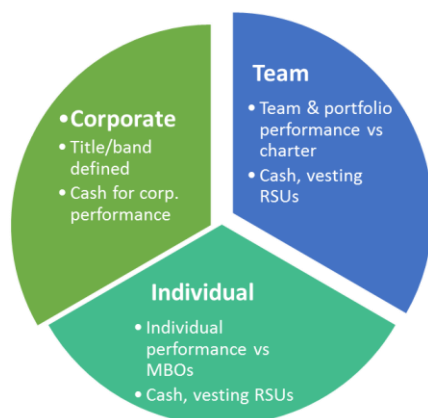 •Corporate
• Title/band
defined
• Cash for corp.
performance
Team
• Team & portfolio
performance vs
charter
• Cash, vesting
RSUs
Individual
• Individual
performance vs
MBOs
• Cash, vesting RSUs